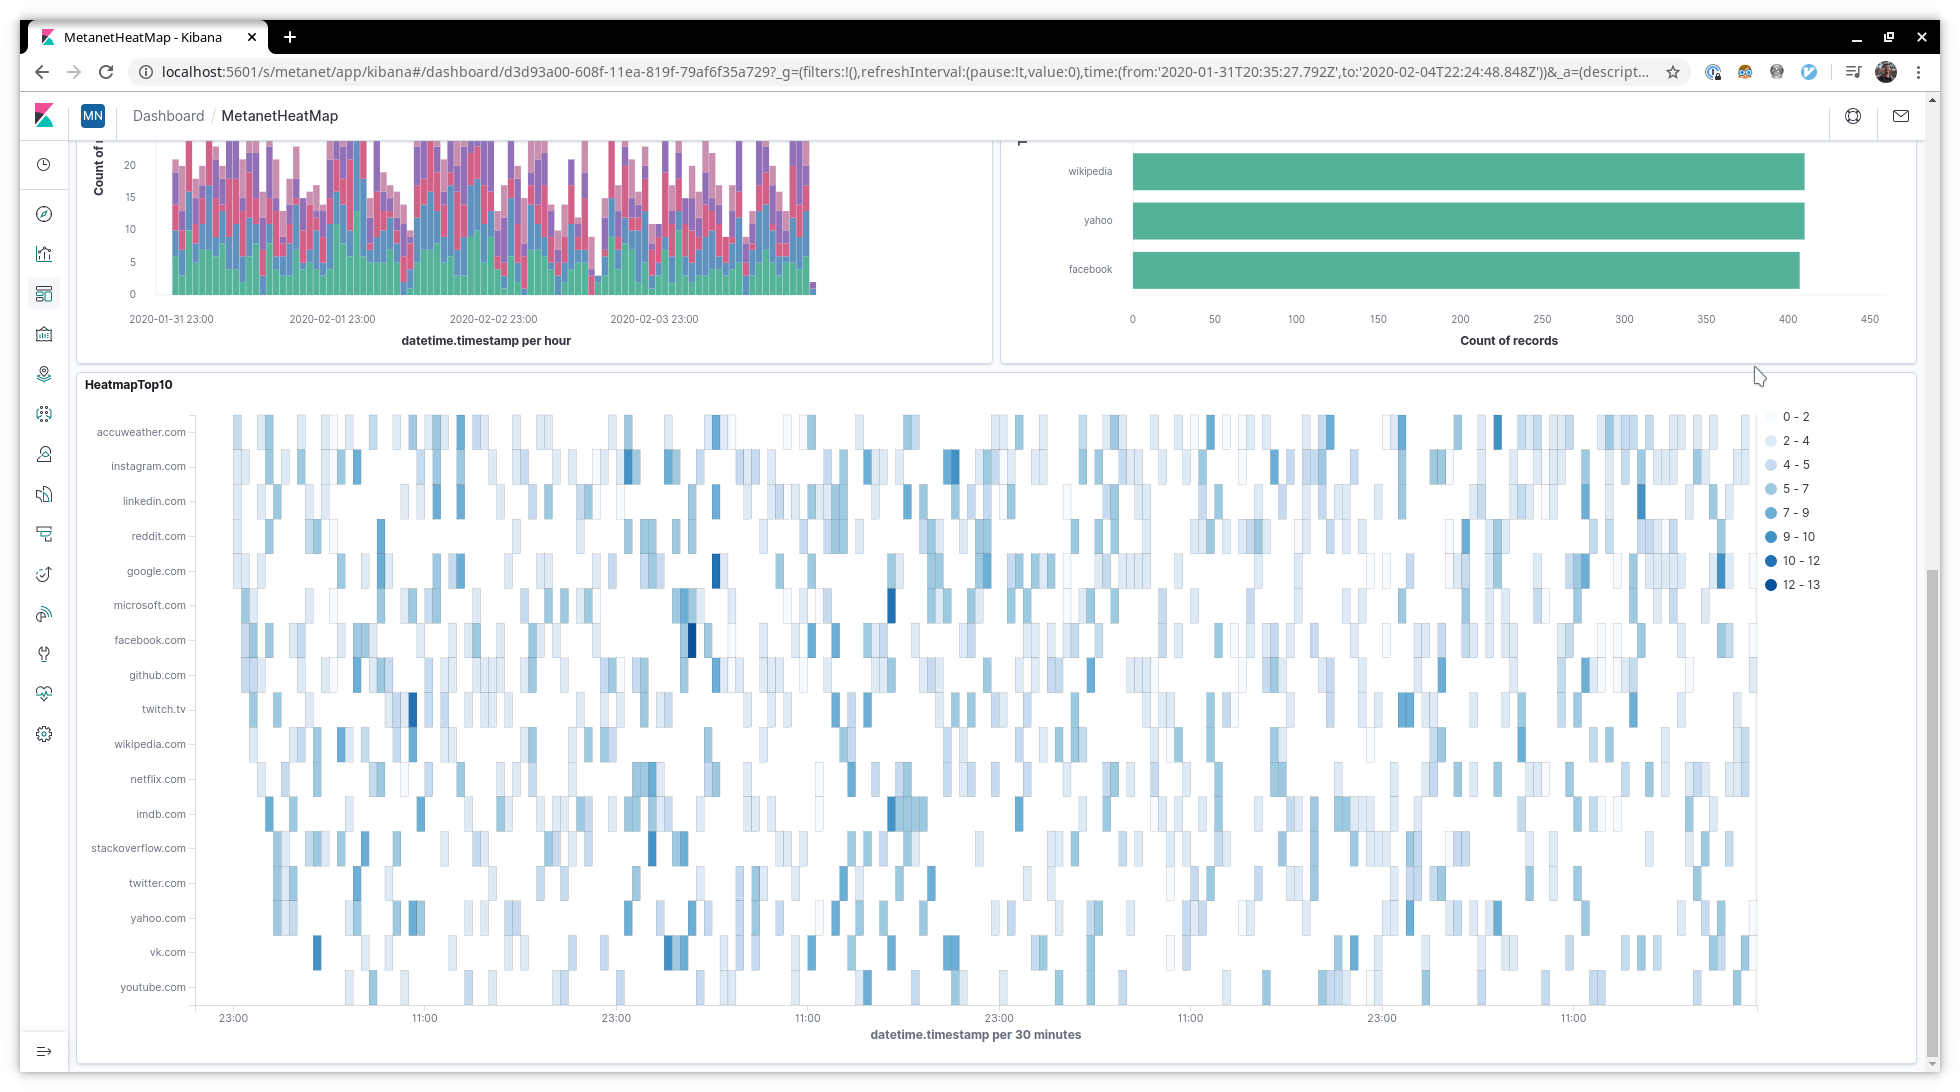 MetanetHeatMap - Kibana
localhost:5601/s/metanet/app/kibana#/dashboard/d3d93a00-608f-11ea-819f-79af6f35a729?_g=(filters:!(),refreshInterval:(pause:!t,value:0),time:(from:'2020-01-31T20:35:27.792Z',to:'2020-02-04T22:24:48.848Z'))&_a=(descript...
MN Dashboard / MetanetHeatMap
Count of
20
15
10
5
0
2020-01-31 23:00 2020-02-01 23:00 2020-02-02 23:00 2020-02-03 23:00
datetime.timestamp per hour
wikipedia
yahoo
facebook
0 50 100 150 200 250 300 350 400 450
Count of records
HeatmapTop10
accuweather.com
instagram.com
linkedin.com
reddit.com
google.com
microsoft.com
facebook.com
github.com
twitch.tv
wikipedia.com
netflix.com
imdb.com
stackoverflow.com
twitter.com
yahoo.com
vk.com
youtube.com
23:00 11:00 23:00 11:00 23:00 11:00 23:00 11:00
datetime.timestamp per 30 minutes
0 - 2
2 - 4
4 - 5
5 - 7
7 - 9
9 - 10
10 - 12
12 - 13